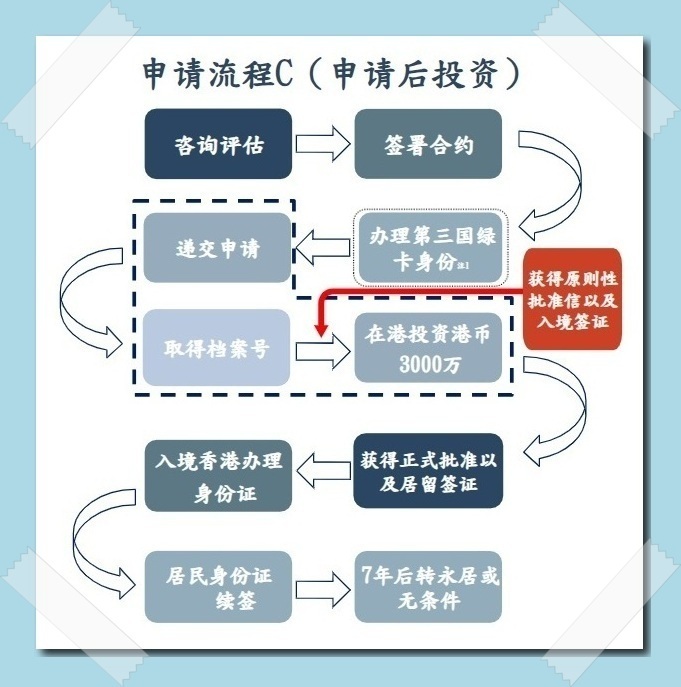 申请流程C（申请后投资）
咨询评估
签署合约
办理第三国绿
卡身份注1
递交申请
获得原则性
批准信以及
入境签证
取得档案号
在港投资港币
3000万
获得正式批准以
及居留签证
入境香港办理
身份证
居民身份证
续签
7年后转永居或
无条件